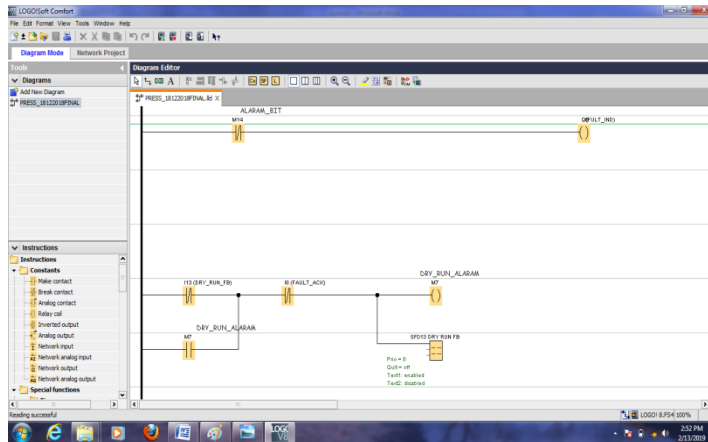 LOGO!Soft Comfort
File Edit Format View Tools Window Help
Diagram Mode Network Project
Tools
Diagram Editor
Diagrams
Add New Diagram
PRESS_18122018FINAL
PRESS_18122018FINAL.lld X
ALARAM_BIT
M14
(FULT_IND)
Instructions
Instructions
Constants
Make contact
Break contact
Analog contact
Relay coil
Inverted output
Analog output
Network input
Network analog input
Network output
Network analog output
Special functions
DRY_RUN_ALARAM
I13 (DRY_RUN_FB)
I8 (FAULT_ACK)
M7
DRY_RUN_ALARAM
M7
SF013 DRY RUN FB
Prio = 0
Quit = off
Text1: enabled
Text2: disabled
Reading successful
LOGO! 8.FS4 100%
2:52 PM
2/13/2019